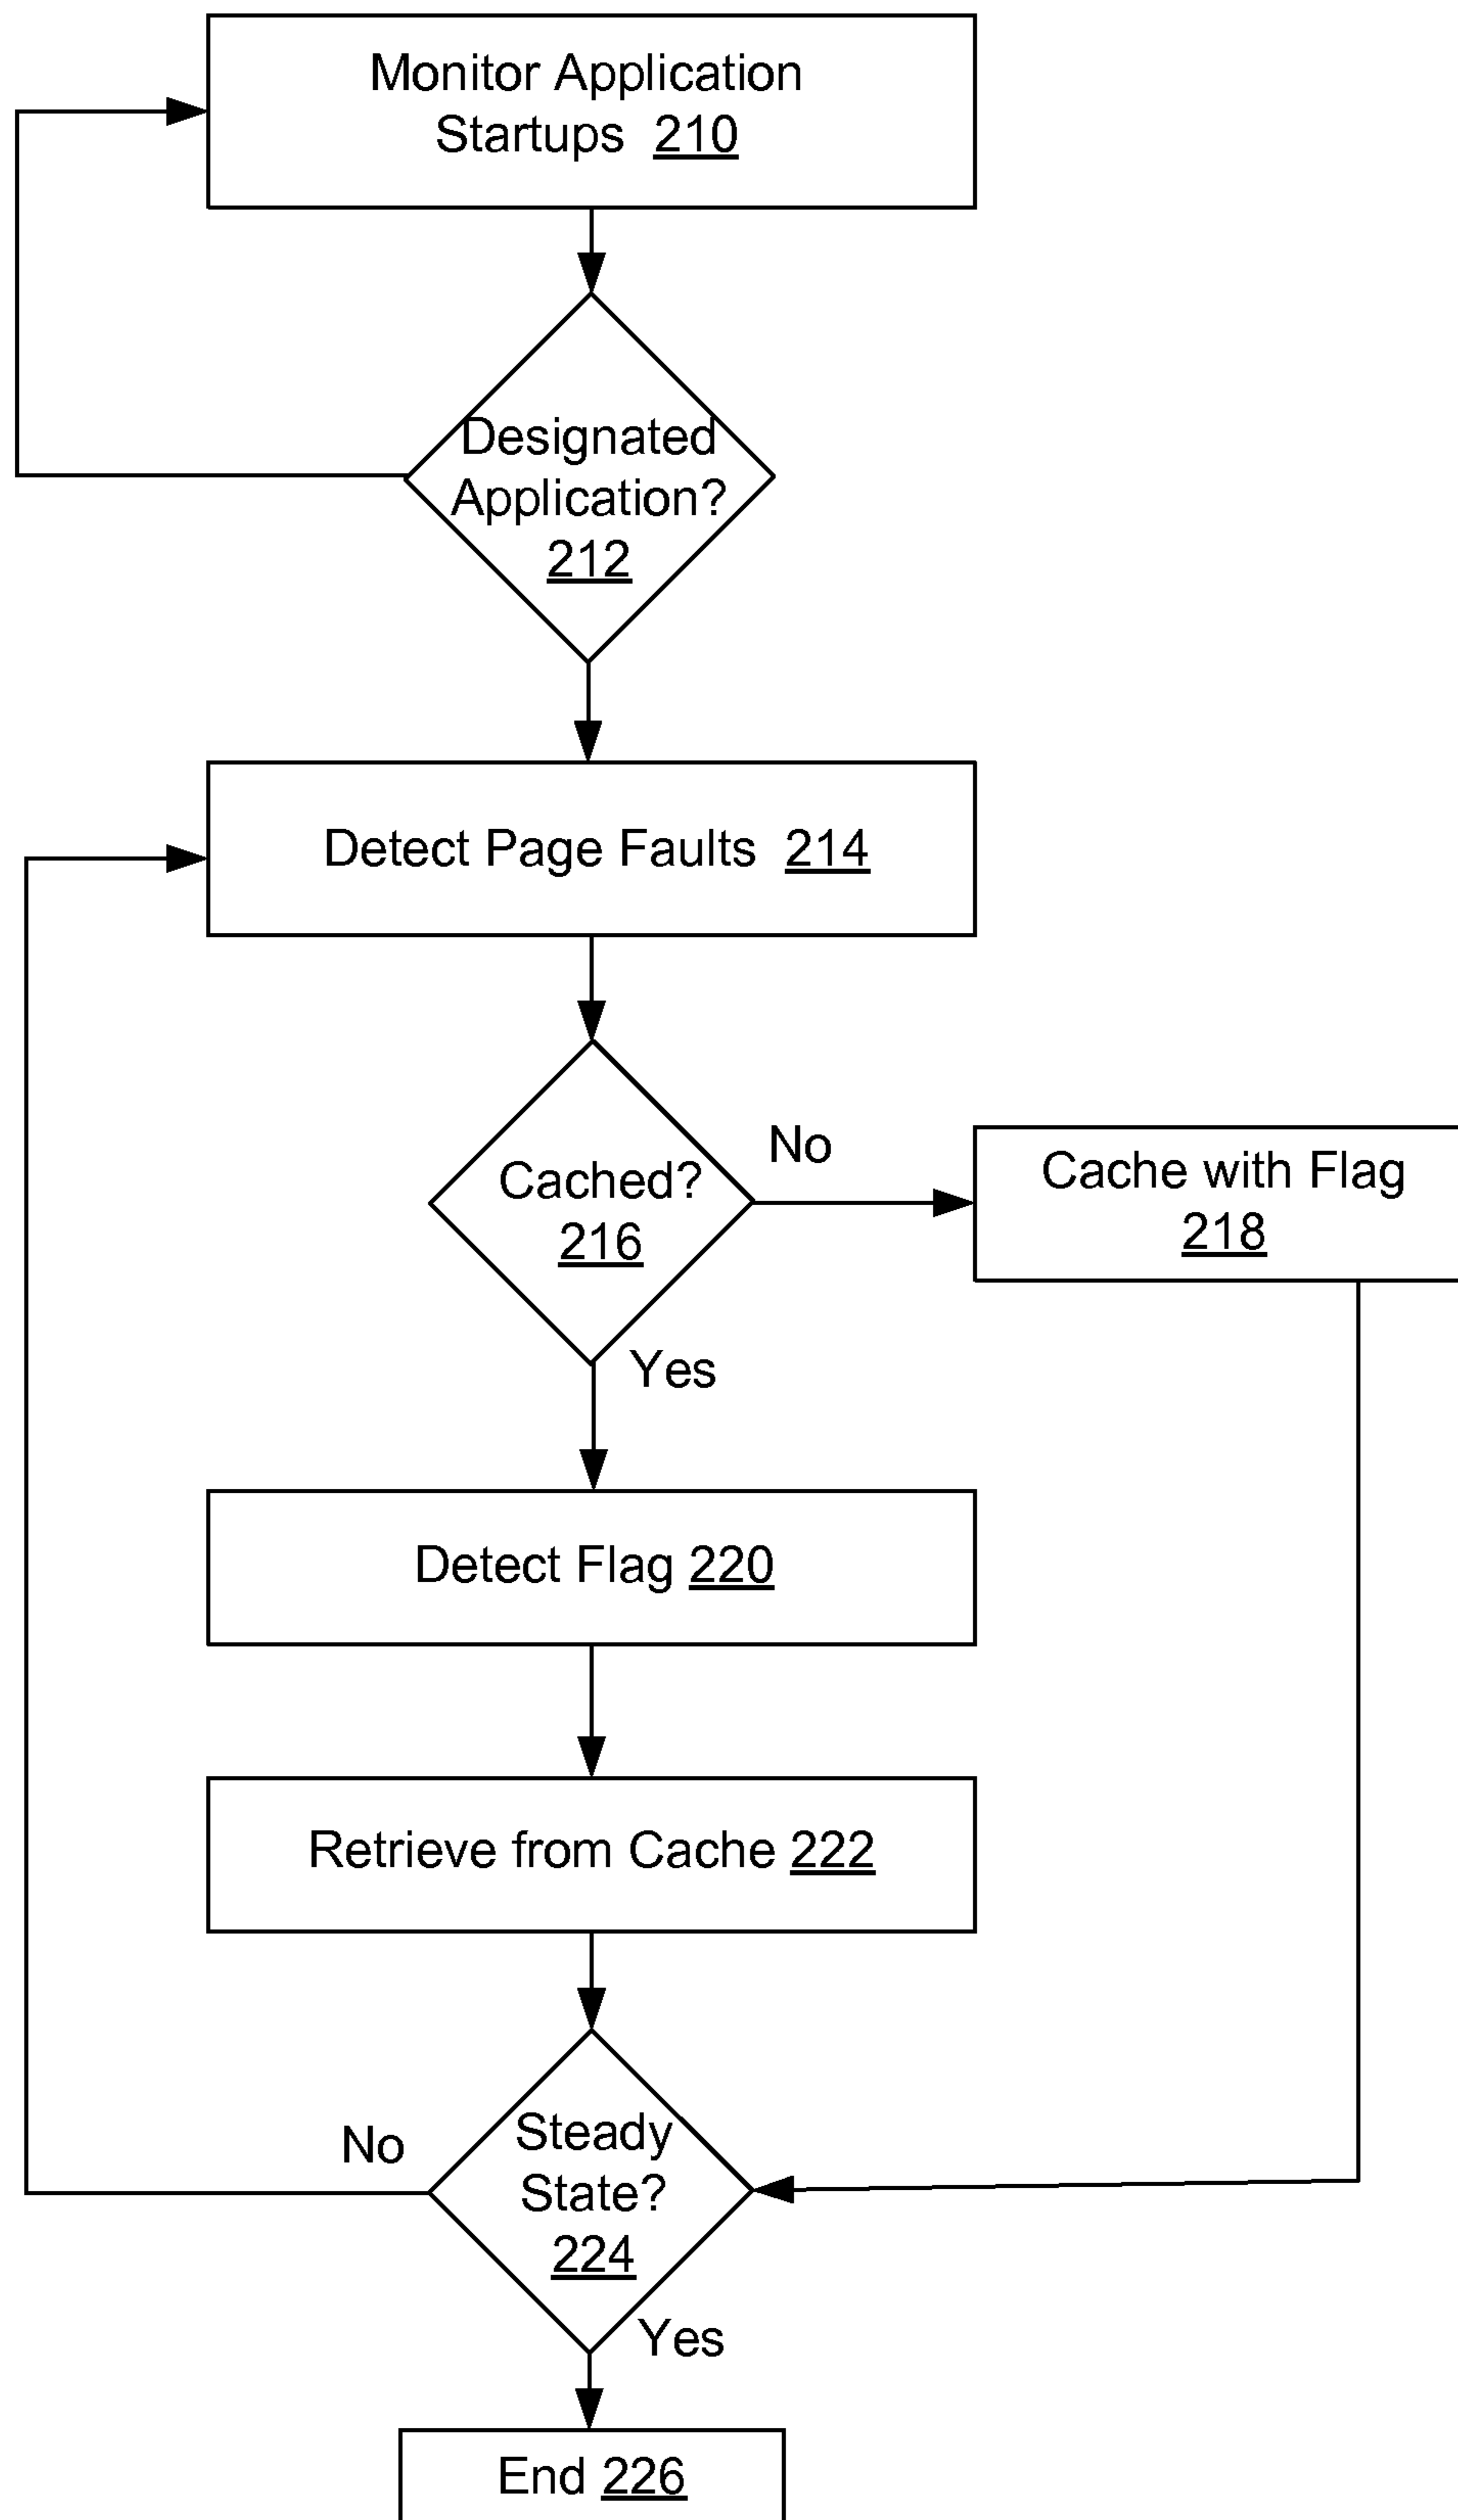 Monitor Application
Startups 210
Designated
Application?
212
Detect Page Faults 214
Cached?
216
No
Cache with Flag
218
Yes
Detect Flag 220
Retrieve from Cache 222
Steady
State?
224
No
Yes
End 226